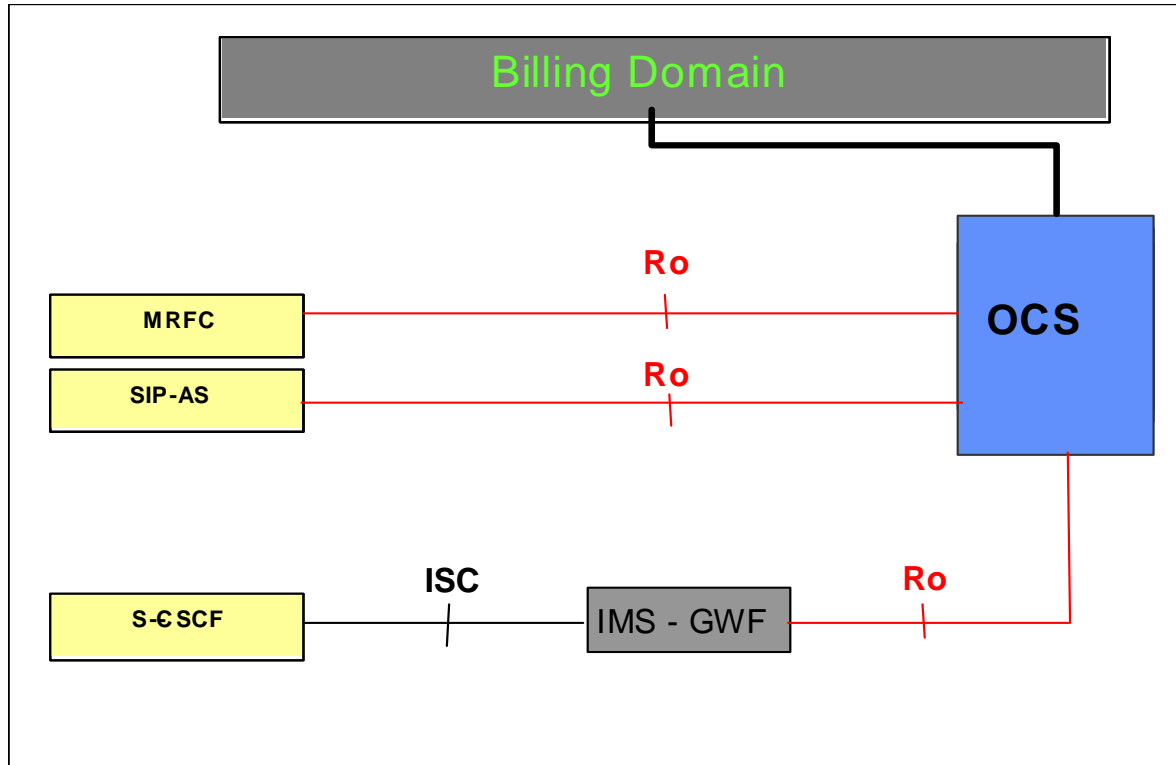 Billing Domain
Ro
MRFC
OCS
Ro
SIP-AS
ISC
Ro
S-CSCF
IMS - GWF